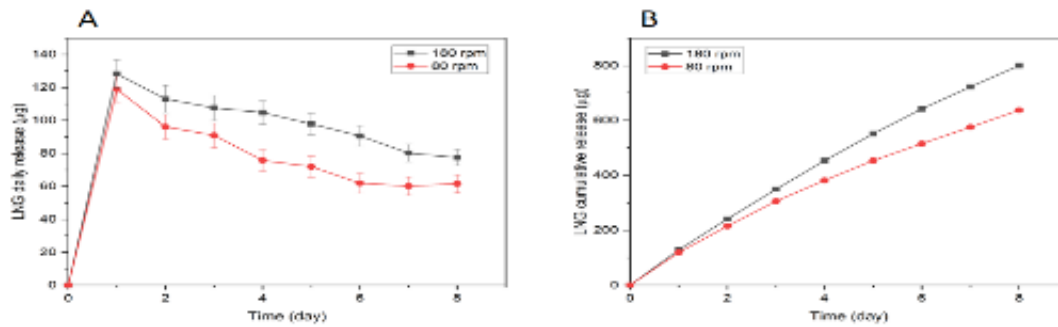 A
180 rpm
80 rpm
LNG daily release (µg)
140
120
100
80
60
40
20
0
0 2 4 6 8
Time (day)
B
180 rpm
80 rpm
LNG cumulative release (µg)
800
600
400
200
0
0 2 4 6 8
Time (day)